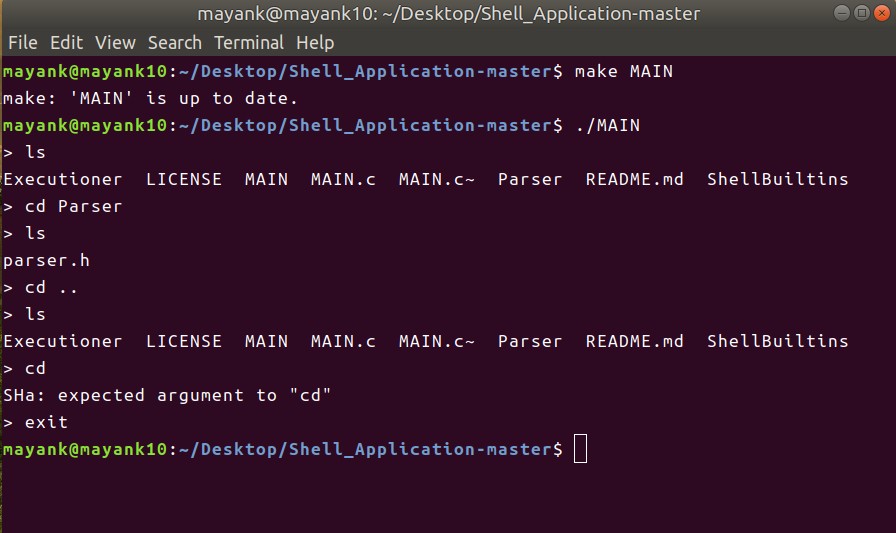 mayank@mayank10: ~/Desktop/Shell_Application-master
File Edit View Search Terminal Help
mayank@mayank10:~/Desktop/Shell_Application-master$ make MAIN
make: 'MAIN' is up to date.
mayank@mayank10:~/Desktop/Shell_Application-master$ ./MAIN
> ls
Executioner  LICENSE  MAIN  MAIN.c  MAIN.c~  Parser  README.md  ShellBuiltins
> cd Parser
> ls
parser.h
> cd ..
> ls
Executioner  LICENSE  MAIN  MAIN.c  MAIN.c~  Parser  README.md  ShellBuiltins
> cd
SHa: expected argument to "cd"
> exit
mayank@mayank10:~/Desktop/Shell_Application-master$